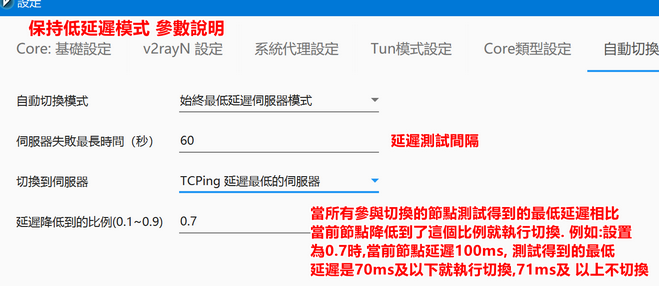 設定
保持低延遲模式 參數說明
Core: 基礎設定 v2rayN 設定 系統代理設定 Tun模式設定 Core類型設定 自動切換
自動切換模式 始終最低延遲伺服器模式
伺服器失敗最長時間（秒） 60 延遲測試間隔
切換到伺服器 TCPing 延遲最低的伺服器
延遲降低到的比例(0.1~0.9) 0.7
當所有參與切換的節點測試得到的最低延遲相比
當前節點降低到了這個比例就執行切換. 例如:設置
為0.7時,當前節點延遲100ms, 測試得到的最低
延遲是70ms及以下就執行切換,71ms及 以上不切換